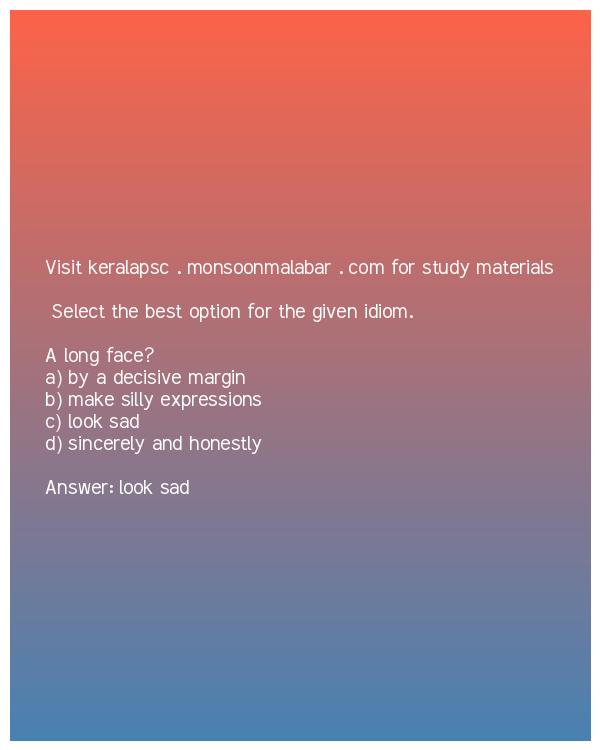 Visit keralapsc . monsoonmalabar . com for study materials
Select the best option for the given idiom.
A long face?
a) by a decisive margin
b) make silly expressions
c) look sad
d) sincerely and honestly
Answer: look sad